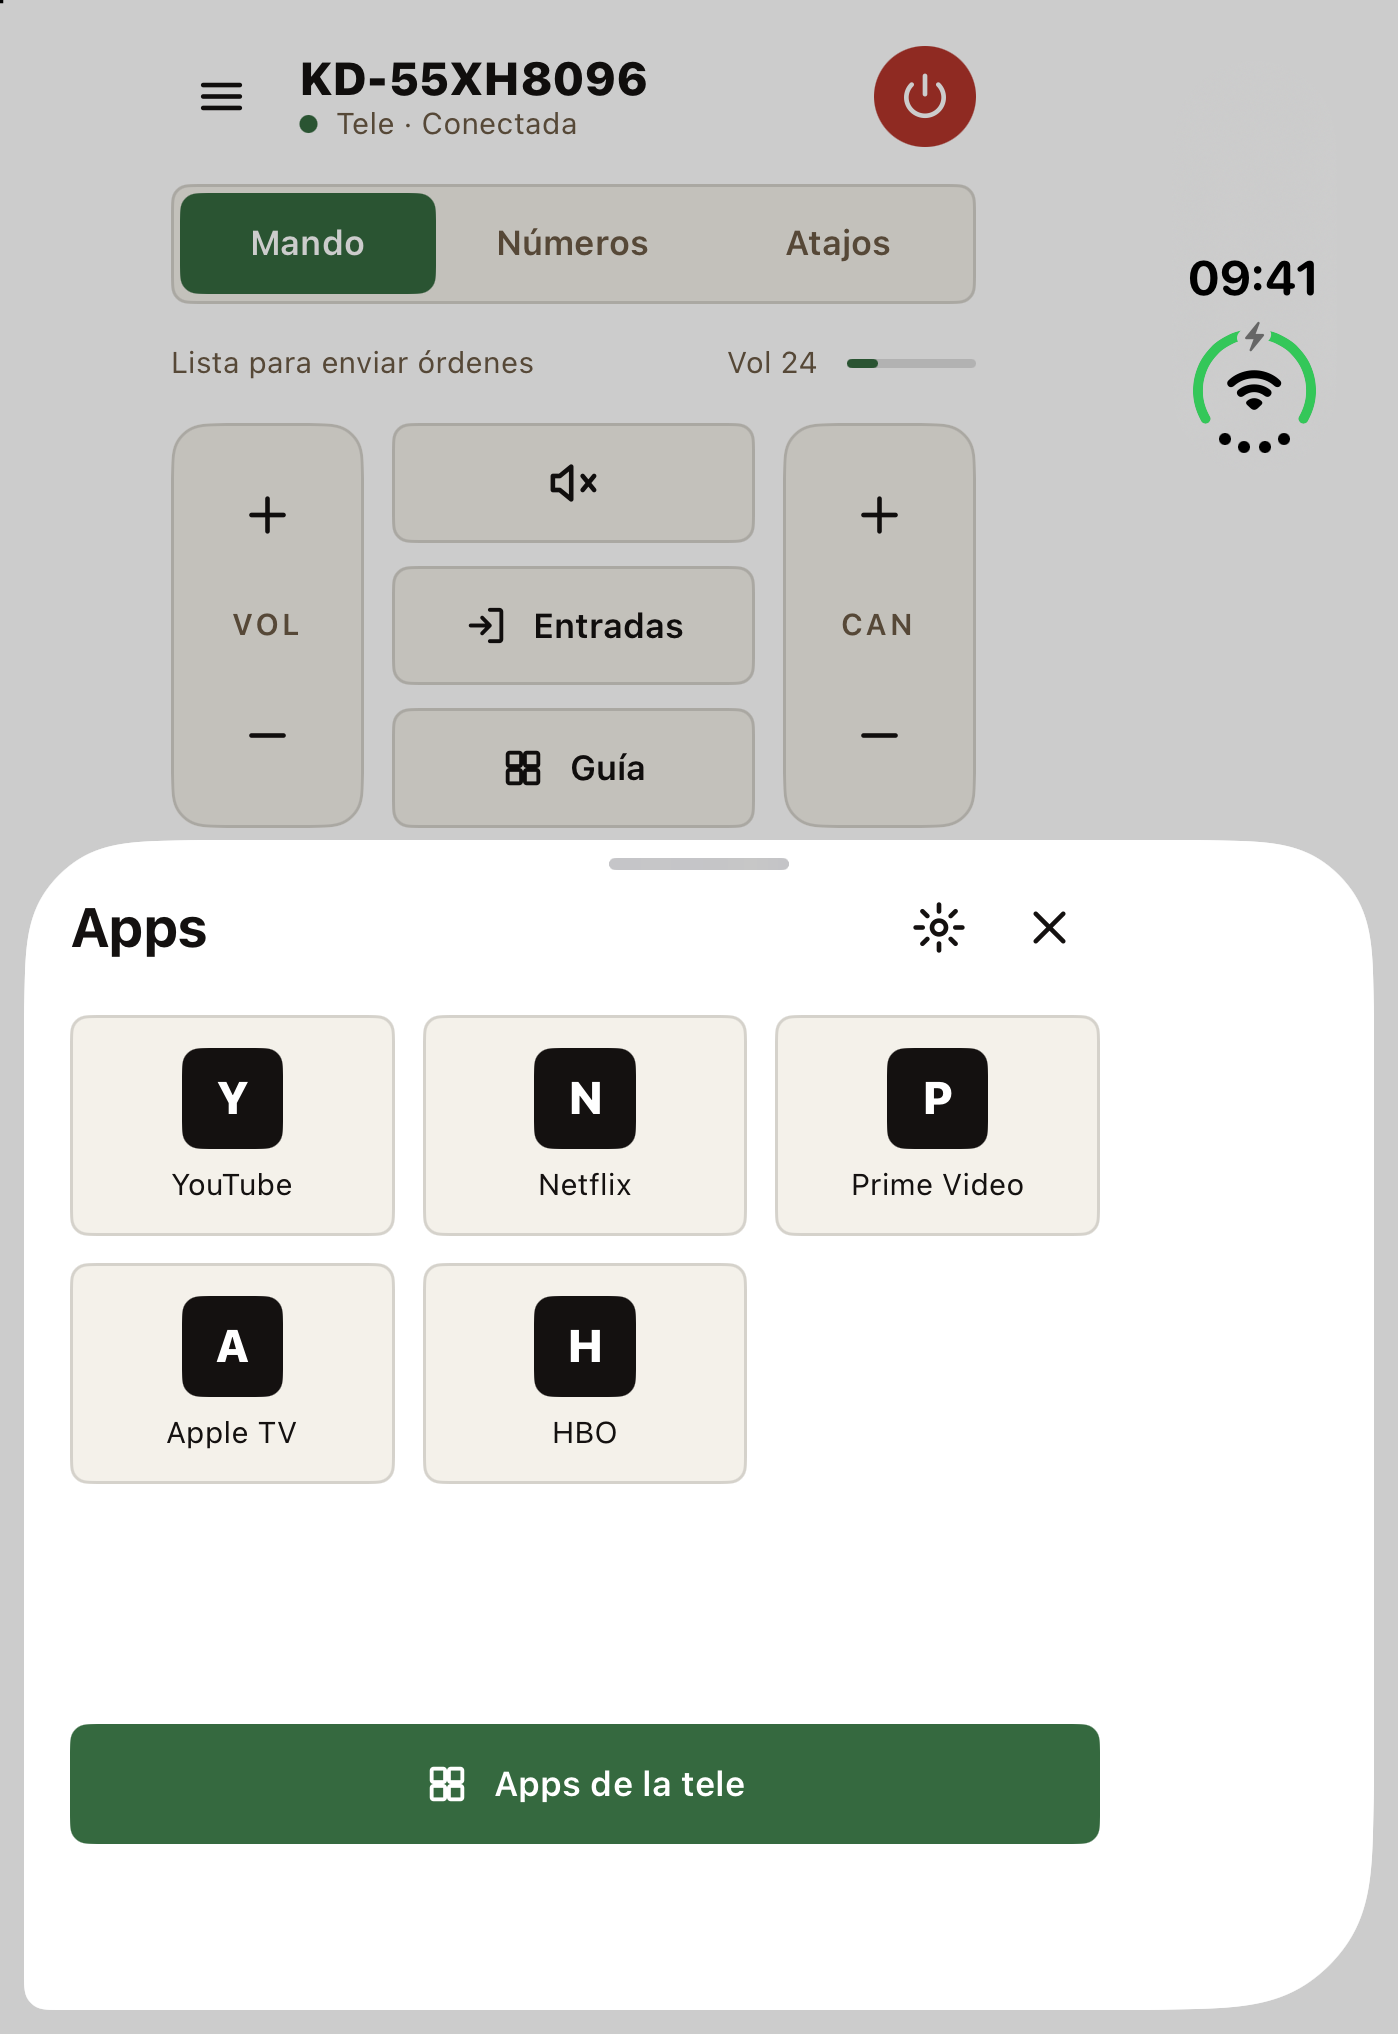 KD-55XH8096
Tele · Conectada
Mando
Números
Atajos
09:41
Lista para enviar órdenes
Vol 24
VOL
Entradas
CAN
Guía
Apps
Y
YouTube
N
Netflix
P
Prime Video
A
Apple TV
H
HBO
Apps de la tele